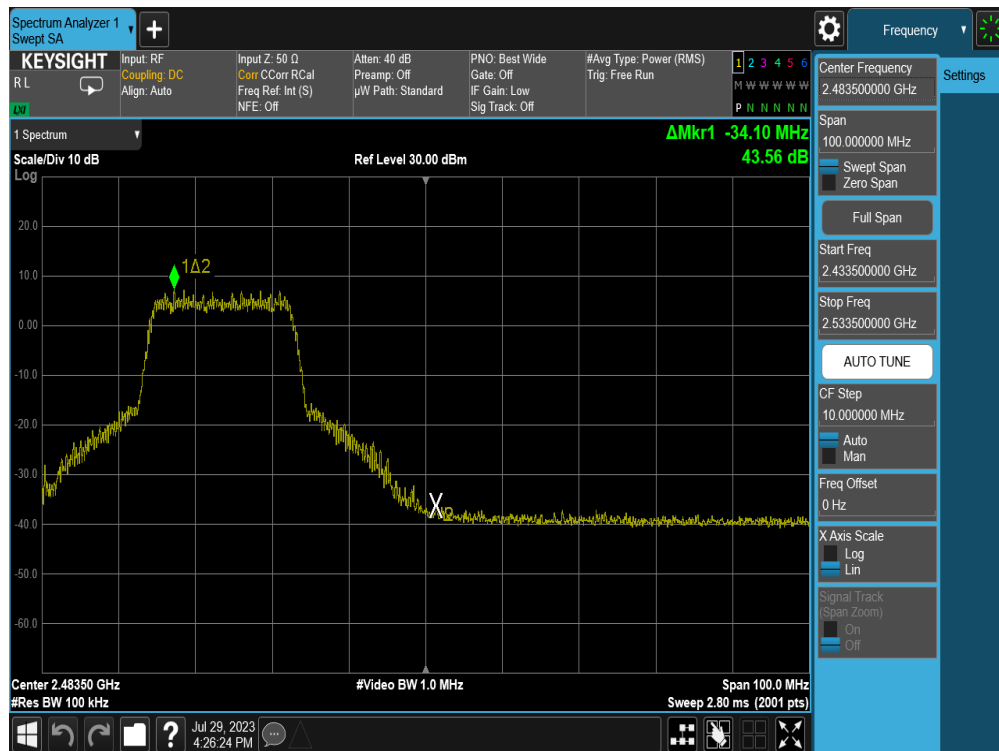 Spectrum Analyzer 1
Swept SA
+
Frequency
KEYSIGHT
R L
LXI
Input: RF
Coupling: DC
Align: Auto
Input Z: 50 Ω
Corr CCorr RCal
Freq Ref: Int (S)
NFE: Off
Atten: 40 dB
Preamp: Off
µW Path: Standard
PNO: Best Wide
Gate: Off
IF Gain: Low
Sig Track: Off
#Avg Type: Power (RMS)
Trig: Free Run
1 2 3 4 5 6
M W W W W W
P N N N N N
1 Spectrum
ΔMkr1 -34.10 MHz
43.56 dB
Scale/Div 10 dB
Ref Level 30.00 dBm
Log
20.0
10.0
0.00
-10.0
-20.0
-30.0
-40.0
-50.0
-60.0
1Δ2
X2
Center 2.48350 GHz
#Video BW 1.0 MHz
Span 100.0 MHz
#Res BW 100 kHz
Sweep 2.80 ms (2001 pts)
?
Jul 29, 2023
4:26:24 PM
Center Frequency
2.483500000 GHz
Settings
Span
100.000000 MHz
Swept Span
Zero Span
Full Span
Start Freq
2.433500000 GHz
Stop Freq
2.533500000 GHz
AUTO TUNE
CF Step
10.000000 MHz
Auto
Man
Freq Offset
0 Hz
X Axis Scale
Log
Lin
Signal Track
(Span Zoom)
On
Off